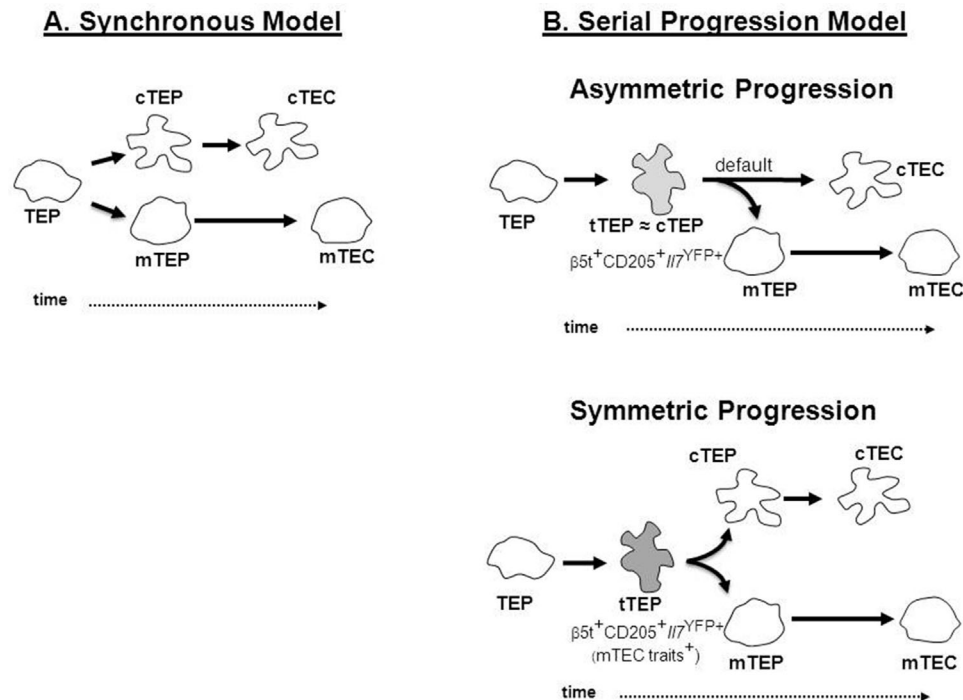 A. Synchronous Model
cTEP
cTEC
TEP
mTEP
mTEC
time
B. Serial Progression Model
Asymmetric Progression
default
cTEC
TEP
tTEP ≈ cTEP
β5t⁺CD205⁺Il7ʸᶠᴾ⁺
mTEP
mTEC
time
Symmetric Progression
cTEP
cTEC
TEP
tTEP
β5t⁺CD205⁺Il7ʸᶠᴾ⁺
(mTEC traits⁺)
mTEP
mTEC
time